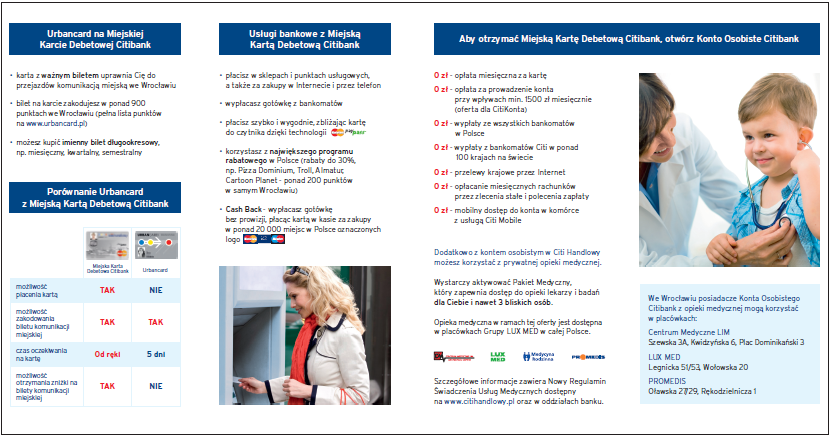 Urbancard na Miejskiej
Karcie Debetowej Citibank
• karta z ważnym biletem uprawnia Cię do
przejazdów komunikacją miejską we Wrocławiu
• bilet na karcie zakodujesz w ponad 900
punktach we Wrocławiu (pełna lista punktów
na www.urbancard.pl)
• możesz kupić imienny bilet długookresowy,
np. miesięczny, kwartalny, semestralny
Porównanie Urbancard
z Miejską Kartą Debetową Citibank
Miejska Karta
Debetowa Citibank
Urbancard
możliwość
płacenia kartą
TAK
NIE
możliwość
zakodowania
biletu komunikacji
miejskiej
TAK
TAK
czas oczekiwania
na kartę
Od ręki
5 dni
możliwość
otrzymania zniżki na
bilety komunikacji
miejskiej
TAK
NIE
Usługi bankowe z Miejską
Kartą Debetową Citibank
• płacisz w sklepach i punktach usługowych,
a także za zakupy w Internecie i przez telefon
• wypłacasz gotówkę z bankomatów
• płacisz szybko i wygodnie, zbliżając kartę
do czytnika dzięki technologii
• korzystasz z największego programu
rabatowego w Polsce (rabaty do 30%,
np. Pizza Dominium, Troll, Almatur,
Cartoon Planet - ponad 200 punktów
w samym Wrocławiu)
• Cash Back - wypłacasz gotówkę
bez prowizji, płacąc kartą w kasie za zakupy
w ponad 20 000 miejsc w Polsce oznaczonych
logo
Aby otrzymać Miejską Kartę Debetową Citibank, otwórz Konto Osobiste Citibank
0 zł - opłata miesięczna za kartę
0 zł - opłata za prowadzenie konta
przy wpływach min. 1500 zł miesięcznie
(oferta dla CitiKonta)
0 zł - wypłaty ze wszystkich bankomatów
w Polsce
0 zł - wypłaty z bankomatów Citi w ponad
100 krajach na świecie
0 zł - przelewy krajowe przez Internet
0 zł - opłacanie miesięcznych rachunków
przez zlecenia stałe i polecenia zapłaty
0 zł - mobilny dostęp do konta w komórce
z usługą Citi Mobile
Dodatkowo z kontem osobistym w Citi Handlowy
możesz korzystać z prywatnej opieki medycznej.
Wystarczy aktywować Pakiet Medyczny,
który zapewnia dostęp do opieki lekarzy i badań
dla Ciebie i nawet 3 bliskich osób.
Opieka medyczna w ramach tej oferty jest dostępna
w placówkach Grupy LUX MED w całej Polsce.
LUX
MED
Medycyna
Rodzinna
PROMEDIS
Szczegółowe informacje zawiera Nowy Regulamin
Świadczenia Usług Medycznych dostępny
na www.citihandlowy.pl oraz w oddziałach banku.
We Wrocławiu posiadacze Konta Osobistego
Citibank z opieki medycznej mogą korzystać
w placówkach:
Centrum Medyczne LIM
Szewska 3A, Kwidzyńska 6, Plac Dominikański 3
LUX MED
Legnicka 51/53, Wołowska 20
PROMEDIS
Oławska 27/29, Rękodzielnicza 1